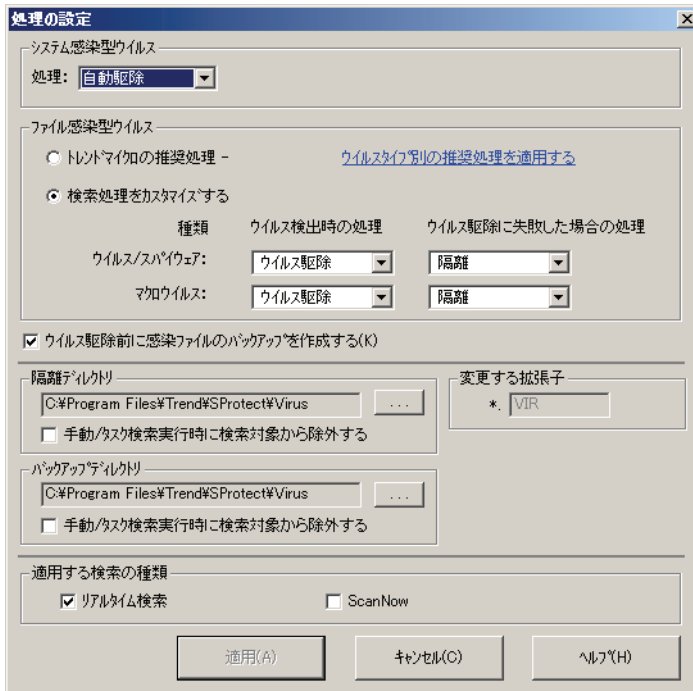 処理の設定
システム感染型ウイルス
処理: 自動駆除
ファイル感染型ウイルス
トレンドマイクロの推奨処理 - ウイルスタイプ別の推奨処理を適用する
検索処理をカスタマイズする
種類 ウイルス検出時の処理 ウイルス駆除に失敗した場合の処理
ウイルス/スパイウェア: ウイルス駆除 隔離
マクロウイルス: ウイルス駆除 隔離
ウイルス駆除前に感染ファイルのバックアップを作成する(K)
隔離ディレクトリ 変更する拡張子
C:¥Program Files¥Trend¥SProtect¥Virus ... *. VIR
手動/タスク検索実行時に検索対象から除外する
バックアップディレクトリ
C:¥Program Files¥Trend¥SProtect¥Virus ...
手動/タスク検索実行時に検索対象から除外する
適用する検索の種類
リアルタイム検索 ScanNow
適用(A) キャンセル(C) ヘルプ(H)